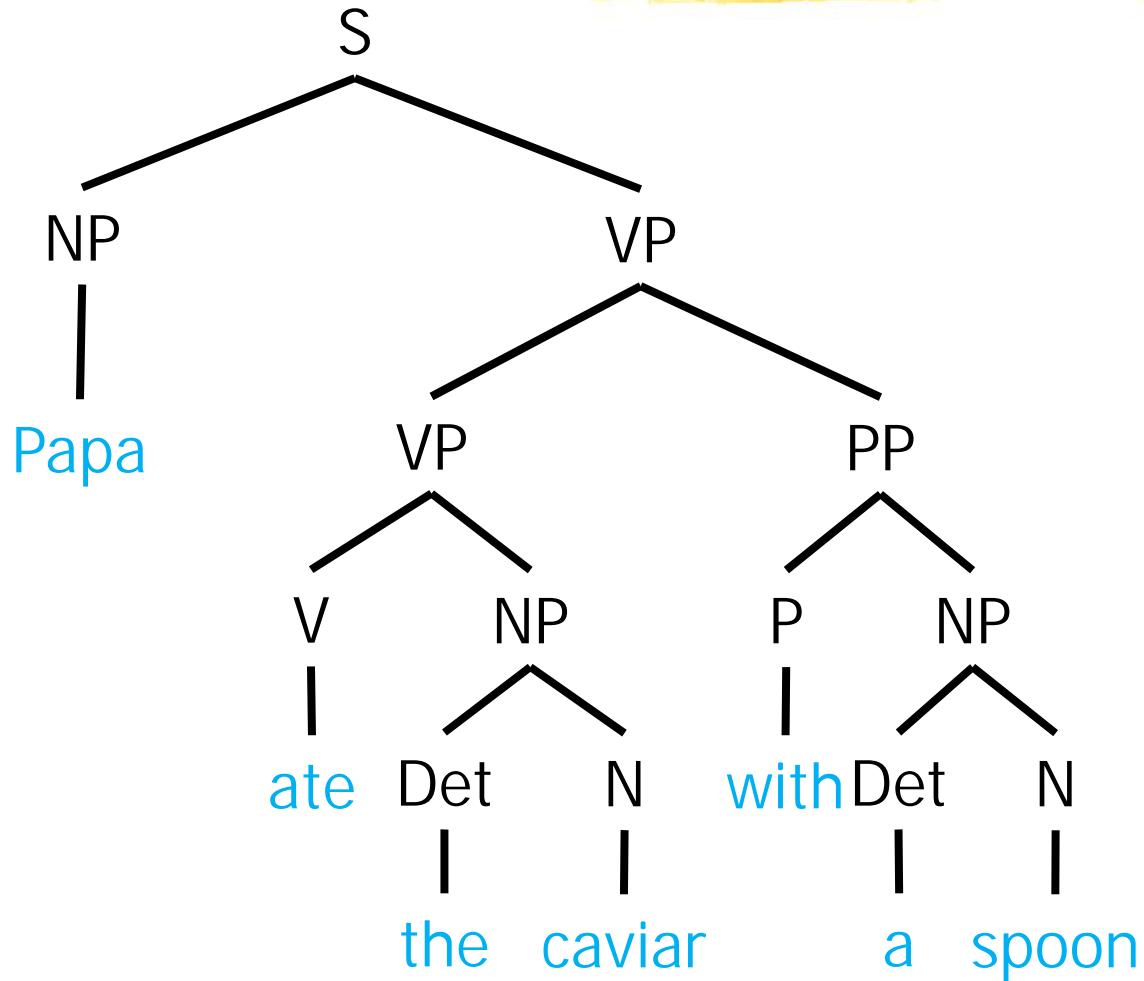 S
NP VP
Papa VP PP
V NP P NP
ate Det N with Det N
the caviar a spoon